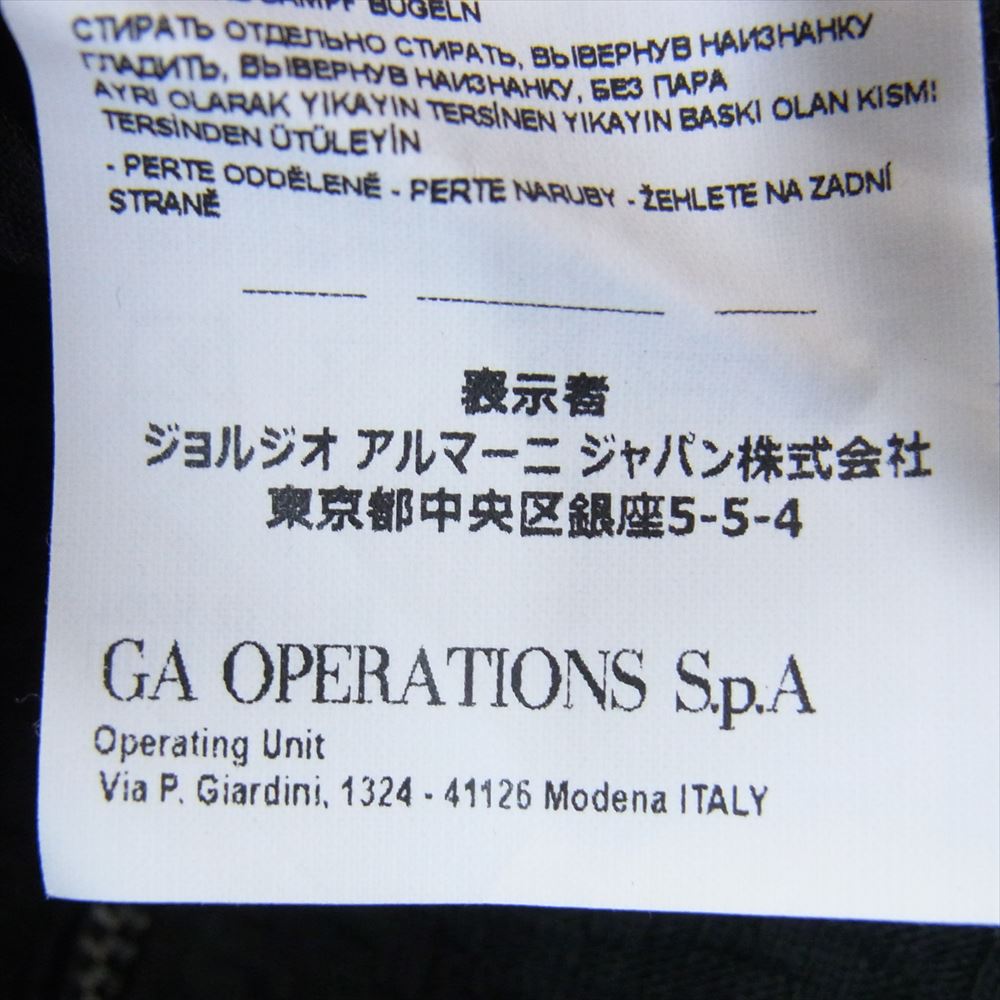 DAMPF BÜGELN
СТИРАТЬ ОТДЕЛЬНО СТИРАТЬ, ВЫВЕРНУВ НАИЗНАНКУ
ГЛАДИТЬ, ВЫВЕРНУВ НАИЗНАНКУ, БЕЗ ПАРА
AYRI OLARAK YIKAYIN TERSİNEN YIKAYIN BASKI OLAN KISMI
TERSİNDEN ÜTÜLEYİN
- PERTE ODDĚLENĚ - PERTE NARUBY - ŽEHLETE NA ZADNÍ
STRANĚ
表示者
ジョルジオ アルマーニ ジャパン株式会社
東京都中央区銀座5-5-4
GA OPERATIONS S.p.A
Operating Unit
Via P. Giardini, 1324 - 41126 Modena ITALY